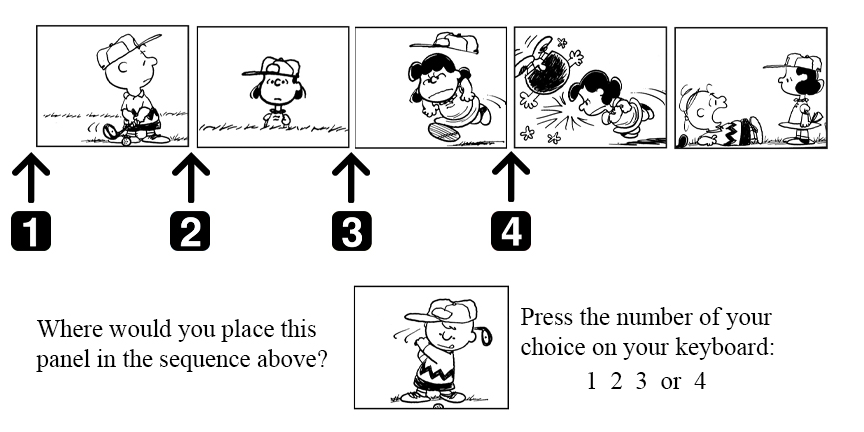 1
2
3
4
Where would you place this
panel in the sequence above?
Press the number of your
choice on your keyboard:
1 2 3 or 4